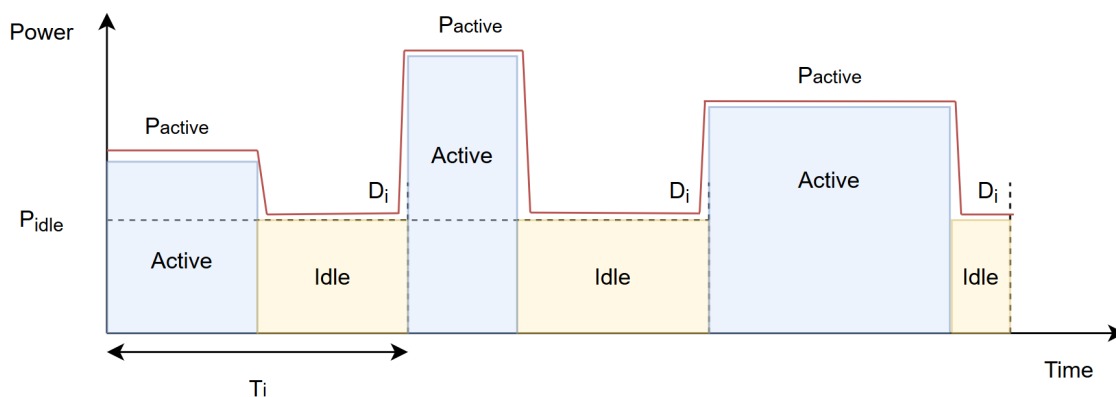 Power
Pactive
Pactive
Pactive
Active
Active
Di
Di
Di
Pidle
Active
Idle
Idle
Idle
Time
Ti